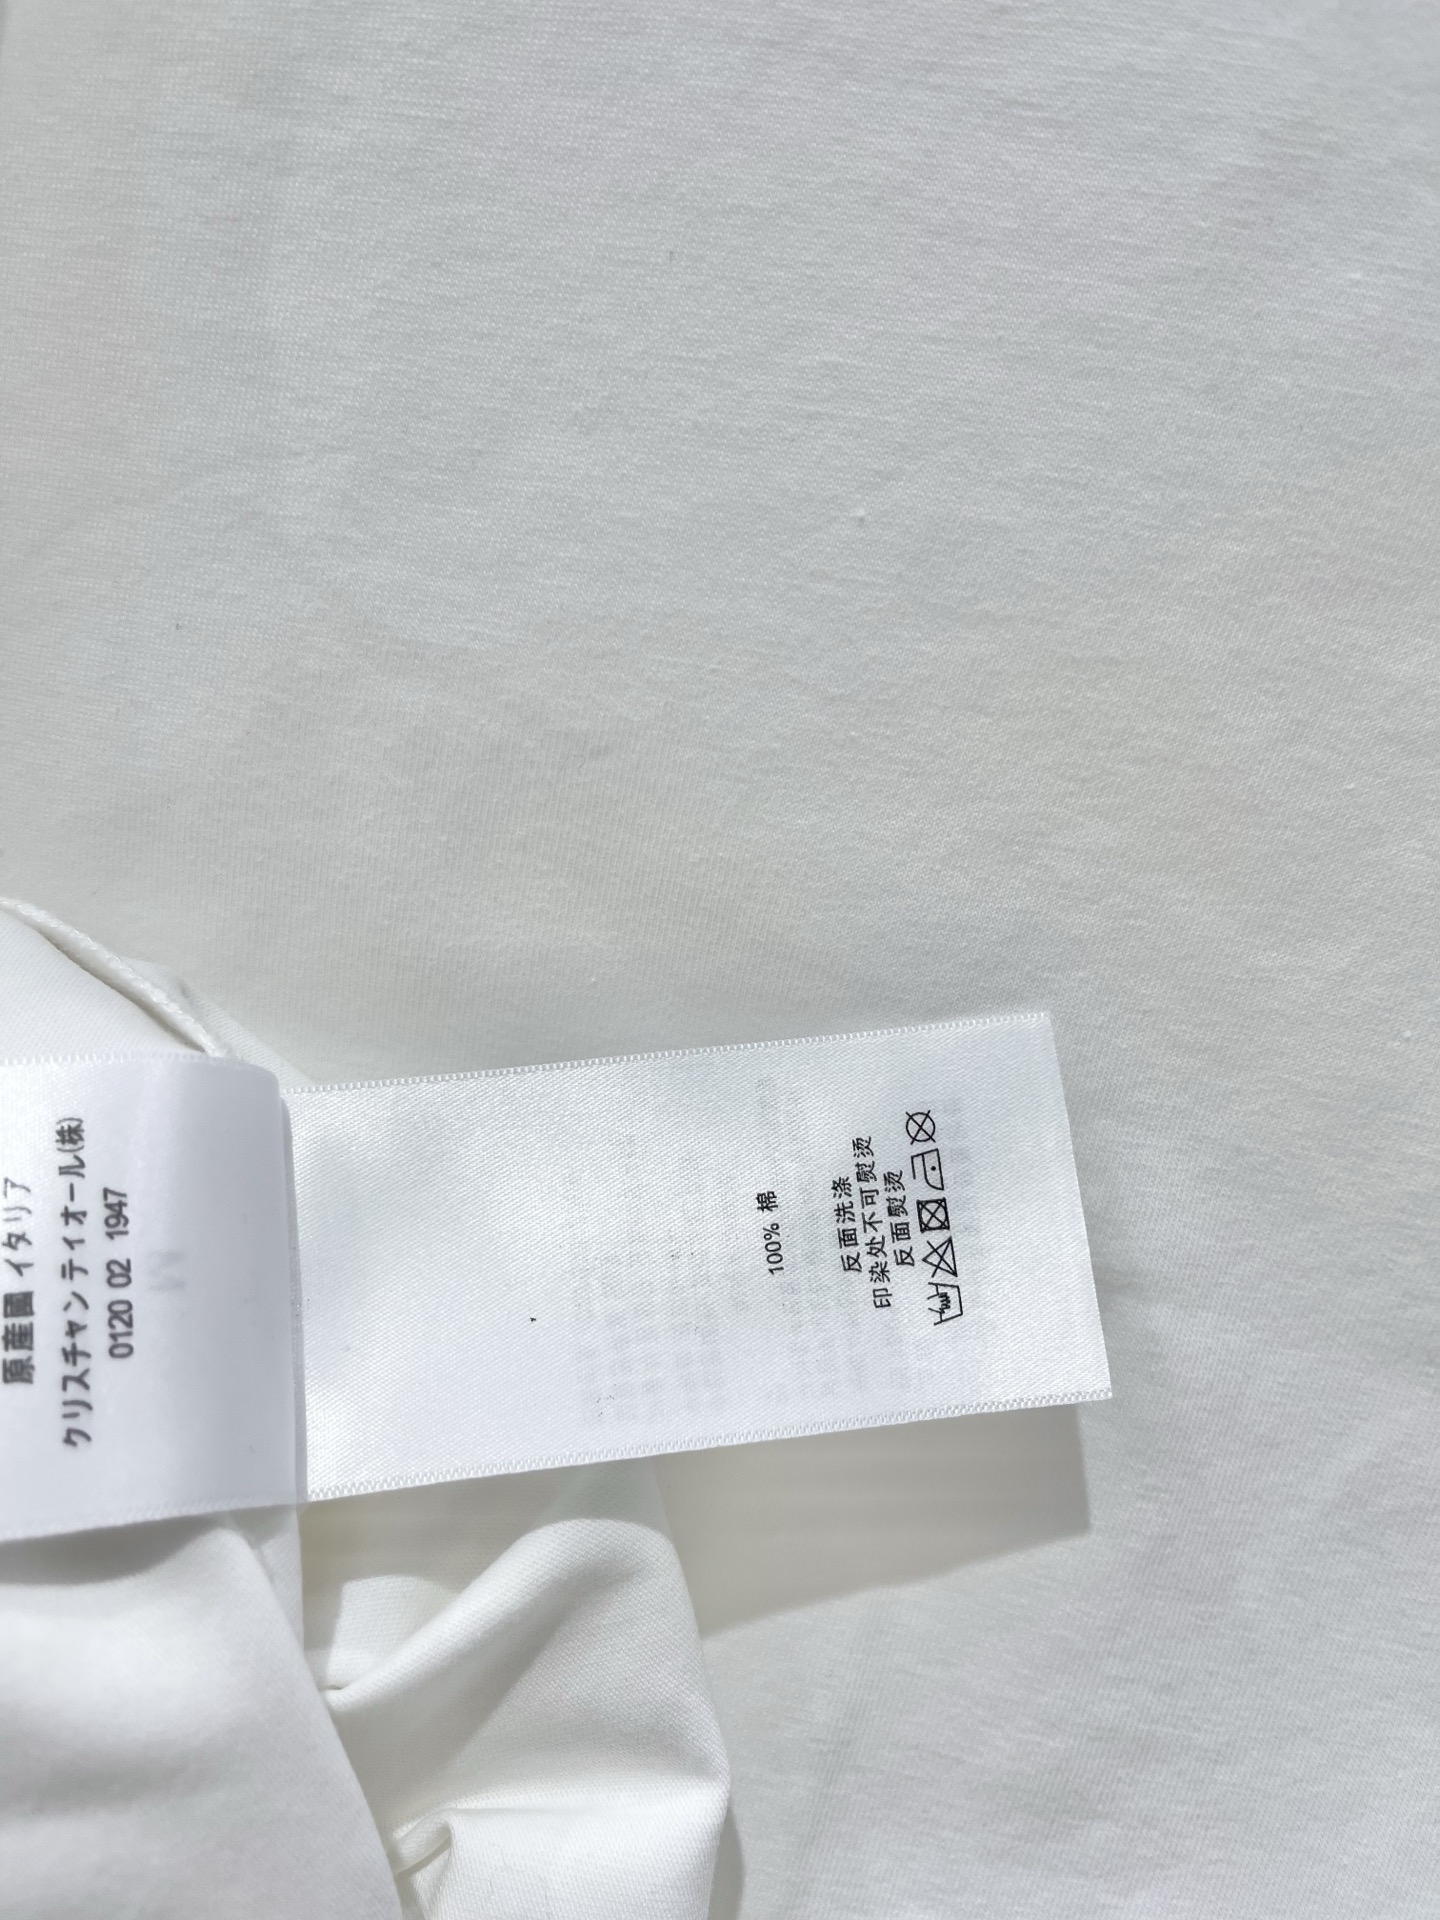 原産國 イタリア
クリスチャン ディオール(株)
0120 02 1947
100% 棉
反面洗涤
印染处不可熨烫
反面熨烫